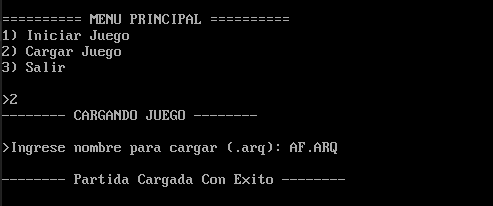 ========== MENU PRINCIPAL ==========
1) Iniciar Juego
2) Cargar Juego
3) Salir
>2
-------- CARGANDO JUEGO --------
>Ingrese nombre para cargar (.arq): AF.ARQ
-------- Partida Cargada Con Exito --------